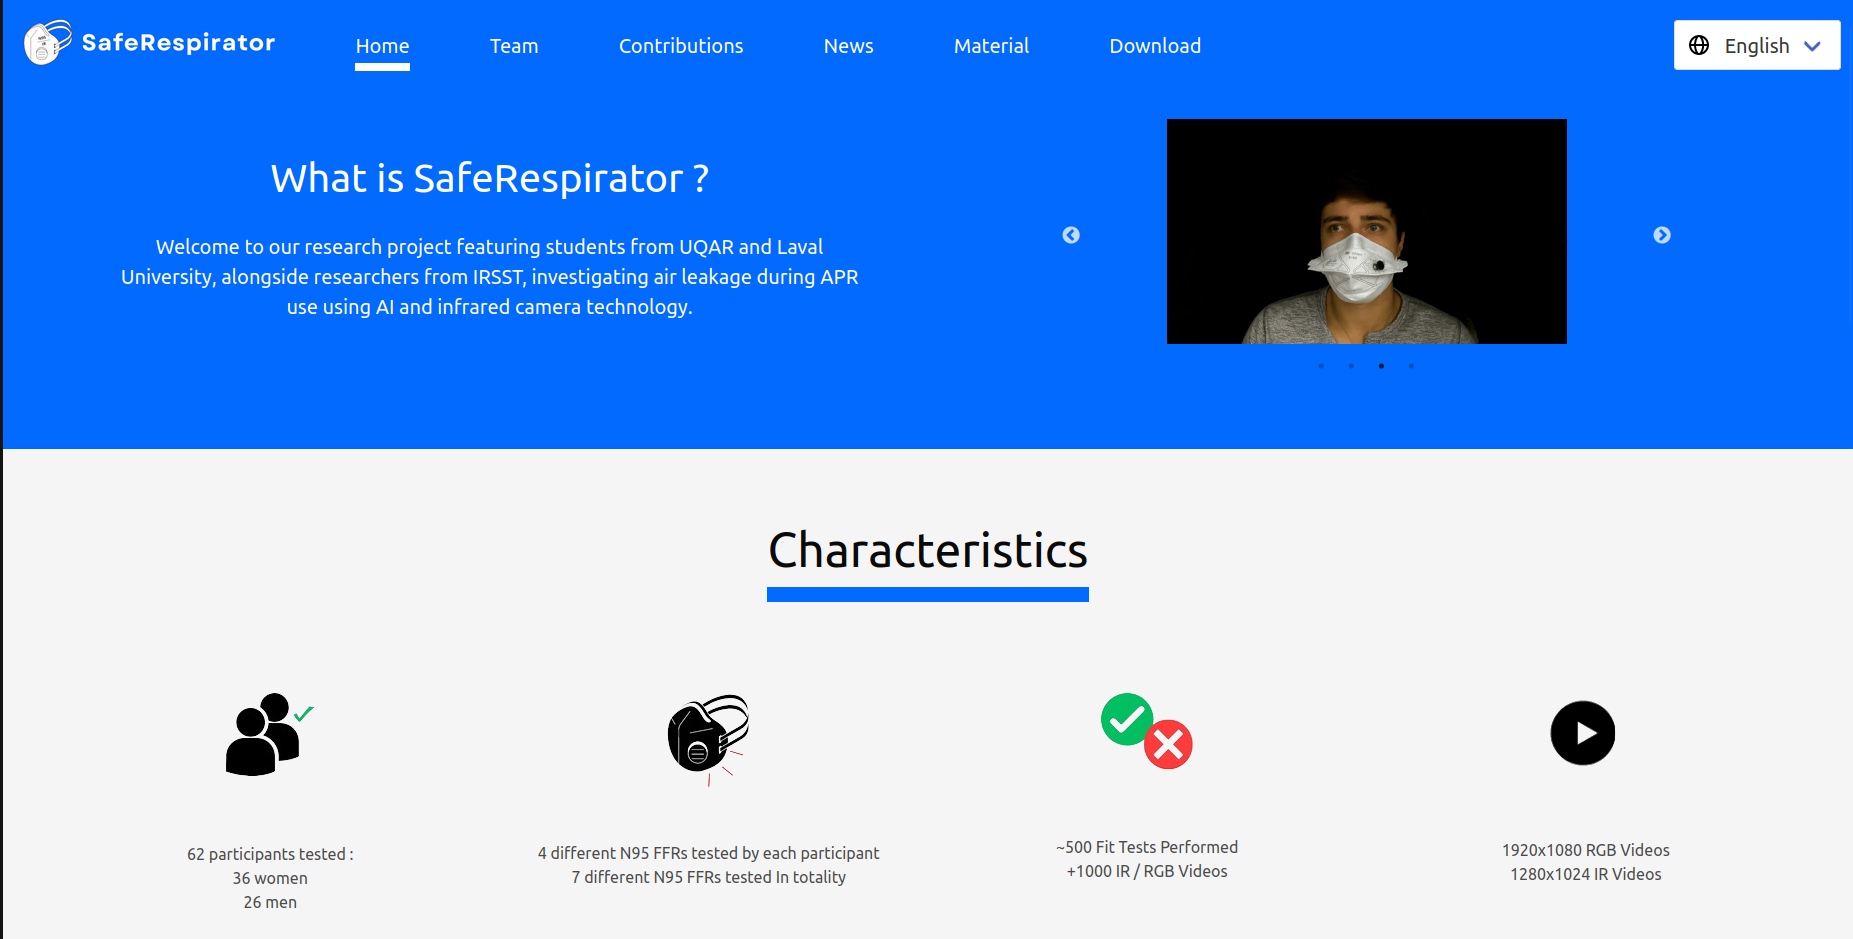 SafeRespirator
Home
Team
Contributions
News
Material
Download
English
What is SafeRespirator ?
Welcome to our research project featuring students from UQAR and Laval
University, alongside researchers from IRSST, investigating air leakage during APR
use using AI and infrared camera technology.
Characteristics
62 participants tested :
36 women
26 men
4 different N95 FFRs tested by each participant
7 different N95 FFRs tested In totality
~500 Fit Tests Performed
+1000 IR / RGB Videos
1920x1080 RGB Videos
1280x1024 IR Videos